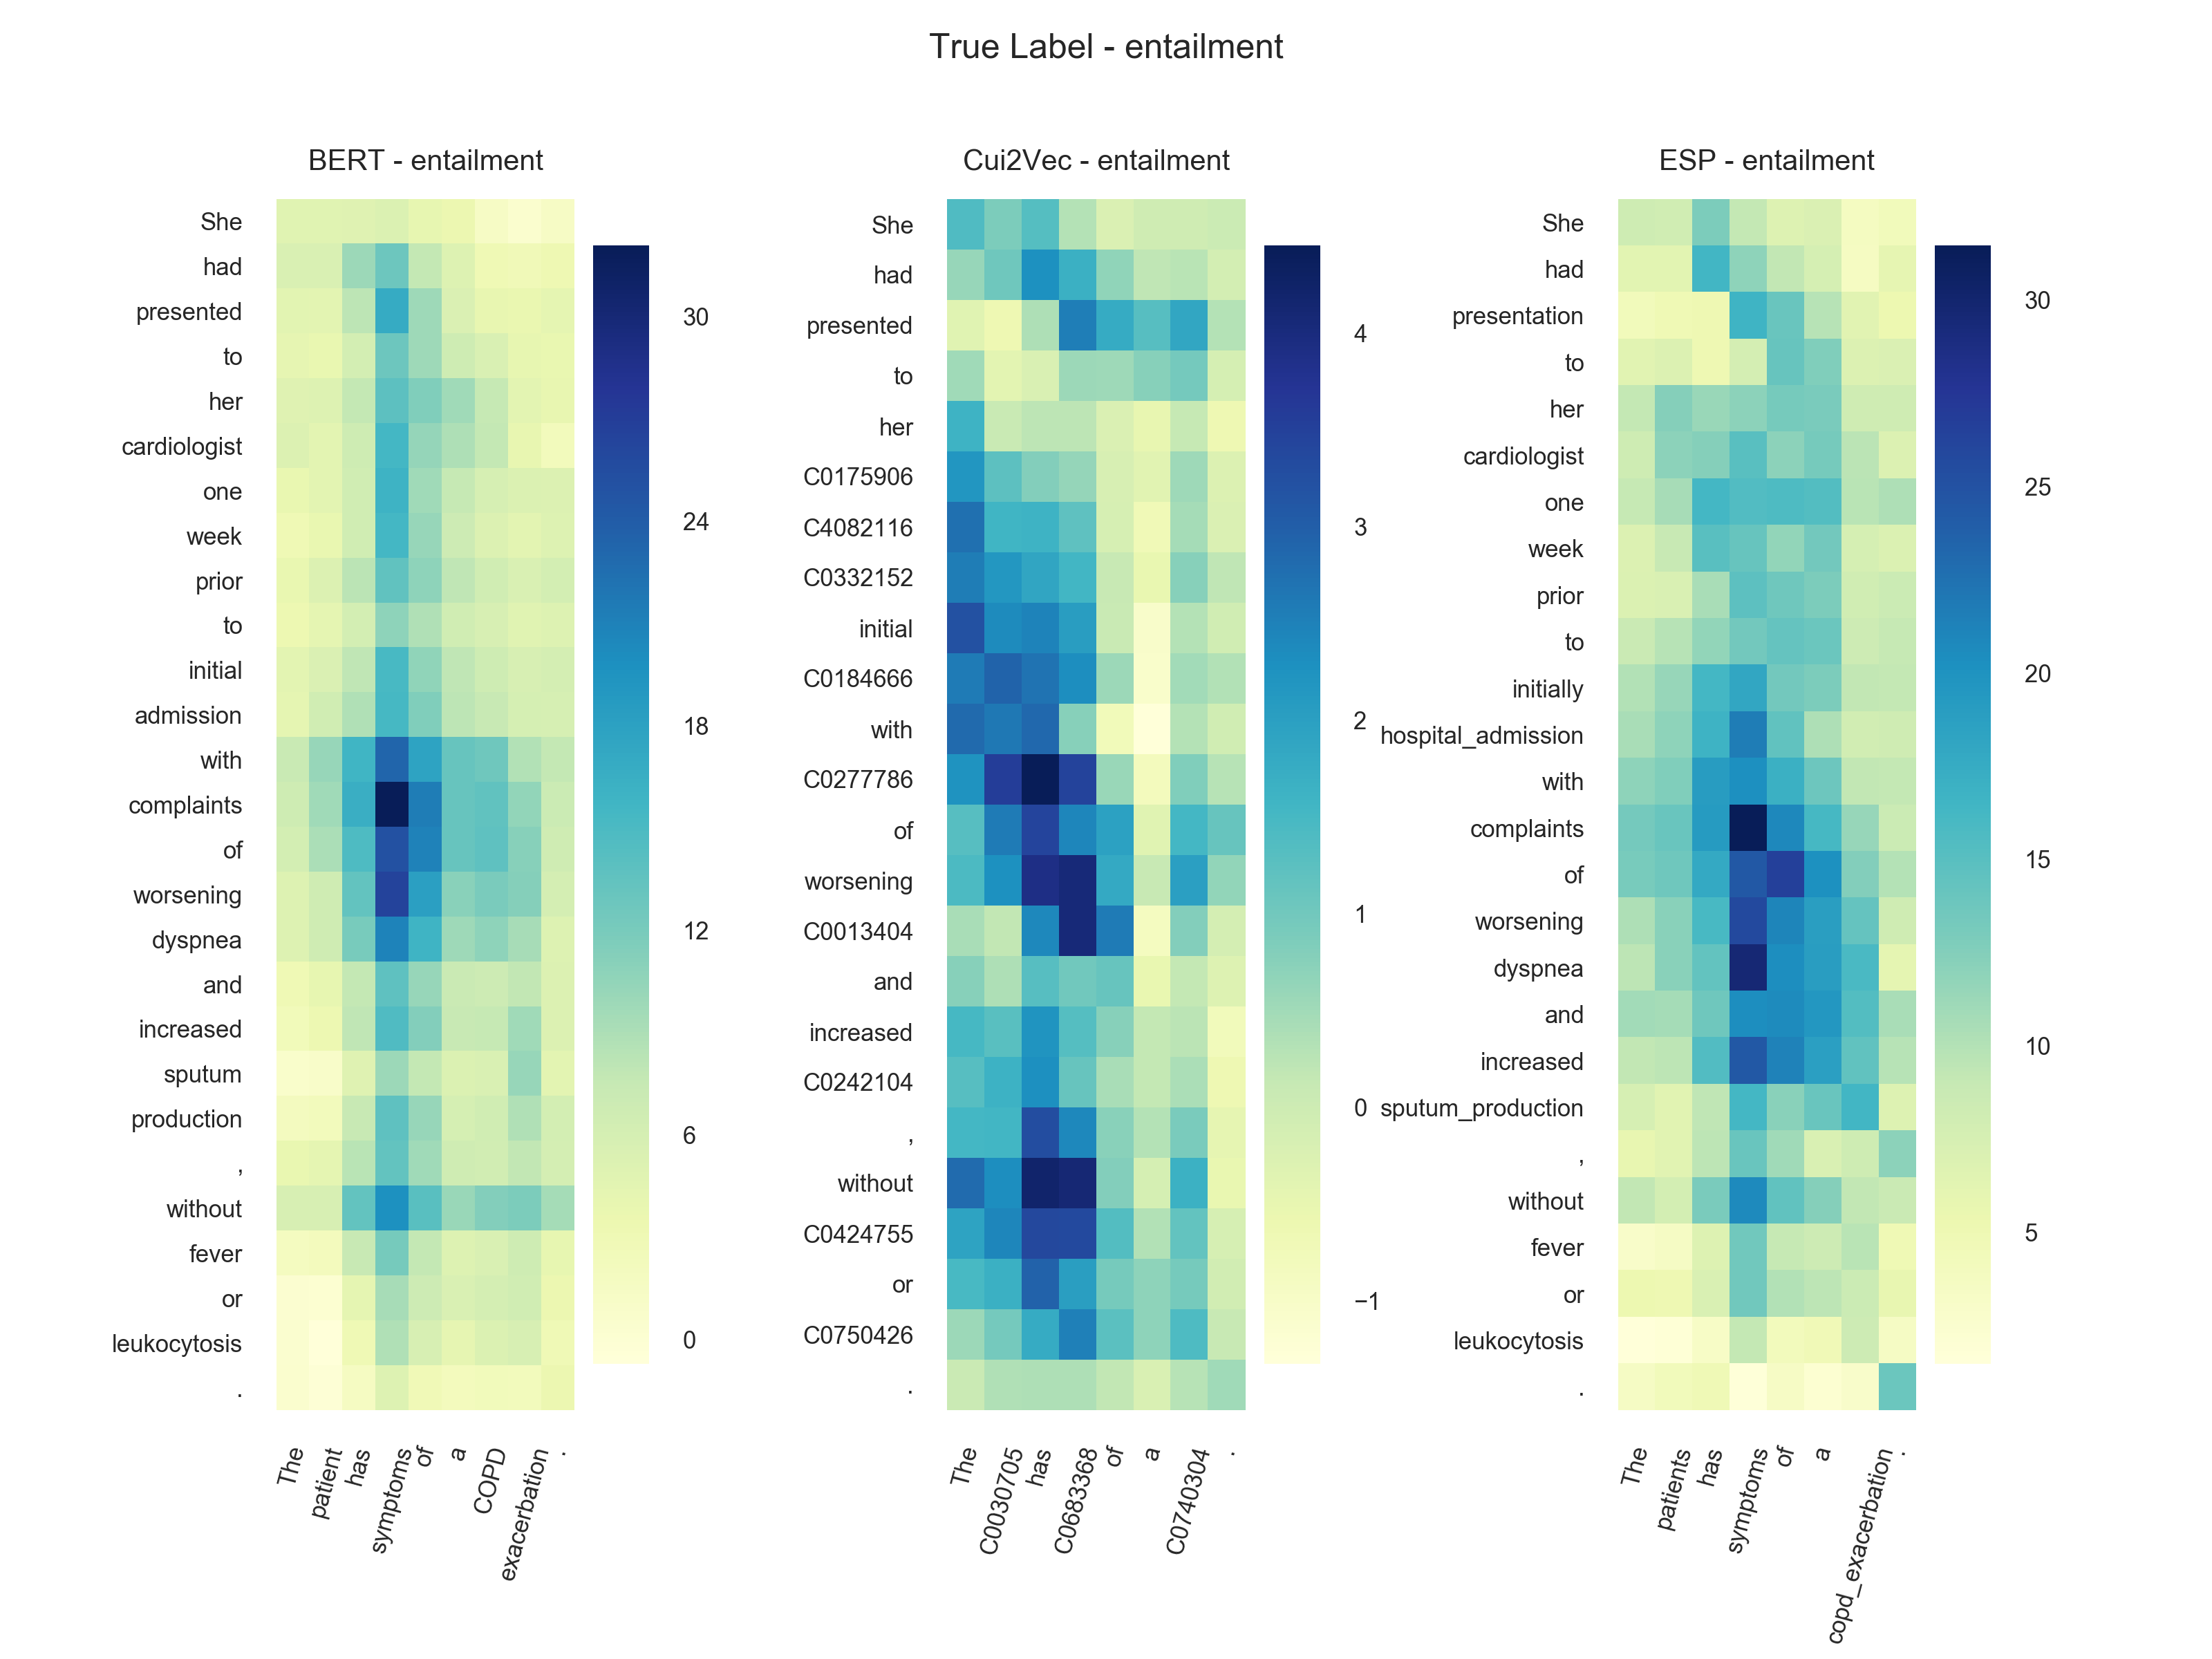 True Label - entailment
BERT - entailment
She
had
presented
to
her
cardiologist
one
week
prior
to
initial
admission
with
complaints
of
worsening
dyspnea
and
increased
sputum
production
,
without
fever
or
leukocytosis
.
The
patient
has
symptoms
of
a
COPD
exacerbation
.
30
24
18
12
6
0
Cui2Vec - entailment
She
had
presented
to
her
C0175906
C4082116
C0332152
initial
C0184666
with
C0277786
of
worsening
C0013404
and
increased
C0242104
,
without
C0424755
or
C0750426
.
The
C0030705
has
C0683368
of
a
C0740304
.
4
3
2
1
0
−1
ESP - entailment
She
had
presentation
to
her
cardiologist
one
week
prior
to
initially
hospital_admission
with
complaints
of
worsening
dyspnea
and
increased
sputum_production
,
without
fever
or
leukocytosis
.
The
patients
has
symptoms
of
a
copd_exacerbation
.
30
25
20
15
10
5